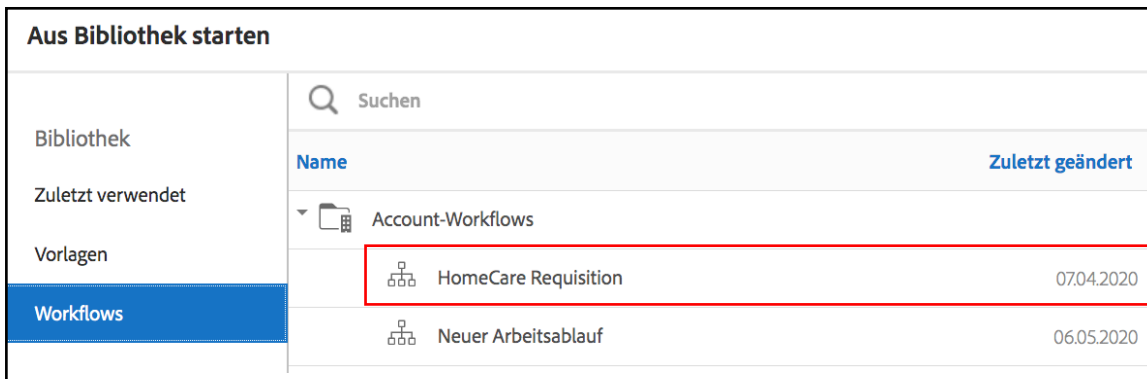 Aus Bibliothek starten
Suchen
Bibliothek
Zuletzt verwendet
Vorlagen
Workflows
Name Zuletzt geändert
Account-Workflows
HomeCare Requisition 07.04.2020
Neuer Arbeitsablauf 06.05.2020